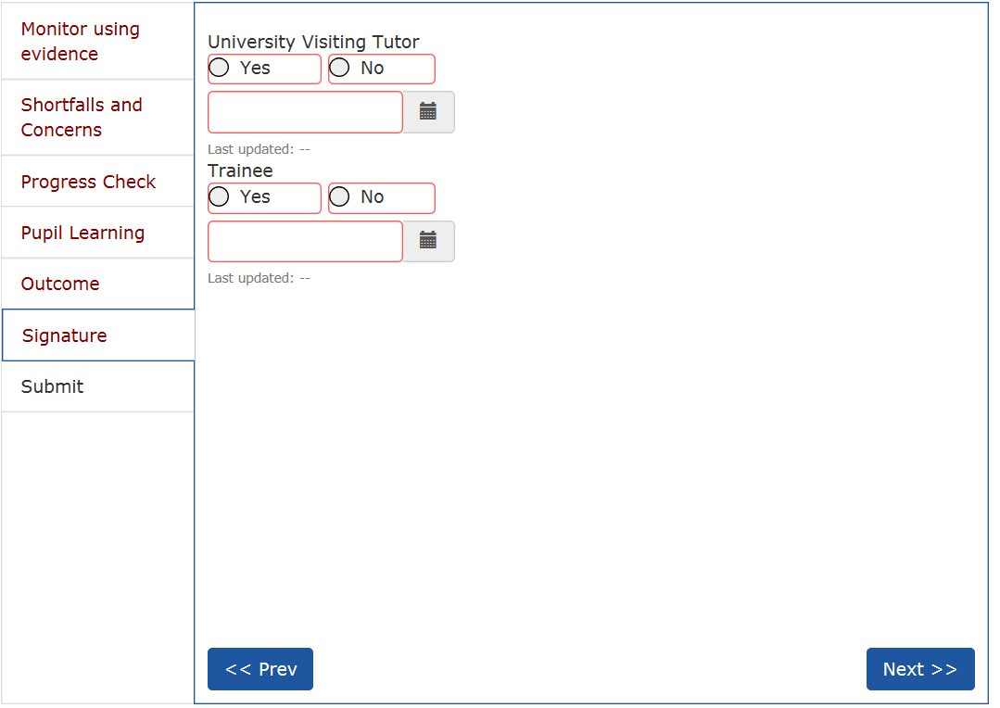 Monitor using
evidence
Shortfalls and
Concerns
Progress Check
Pupil Learning
Outcome
Signature
Submit
University Visiting Tutor
Yes No
Last updated: --
Trainee
Yes No
Last updated: --
<< Prev
Next >>